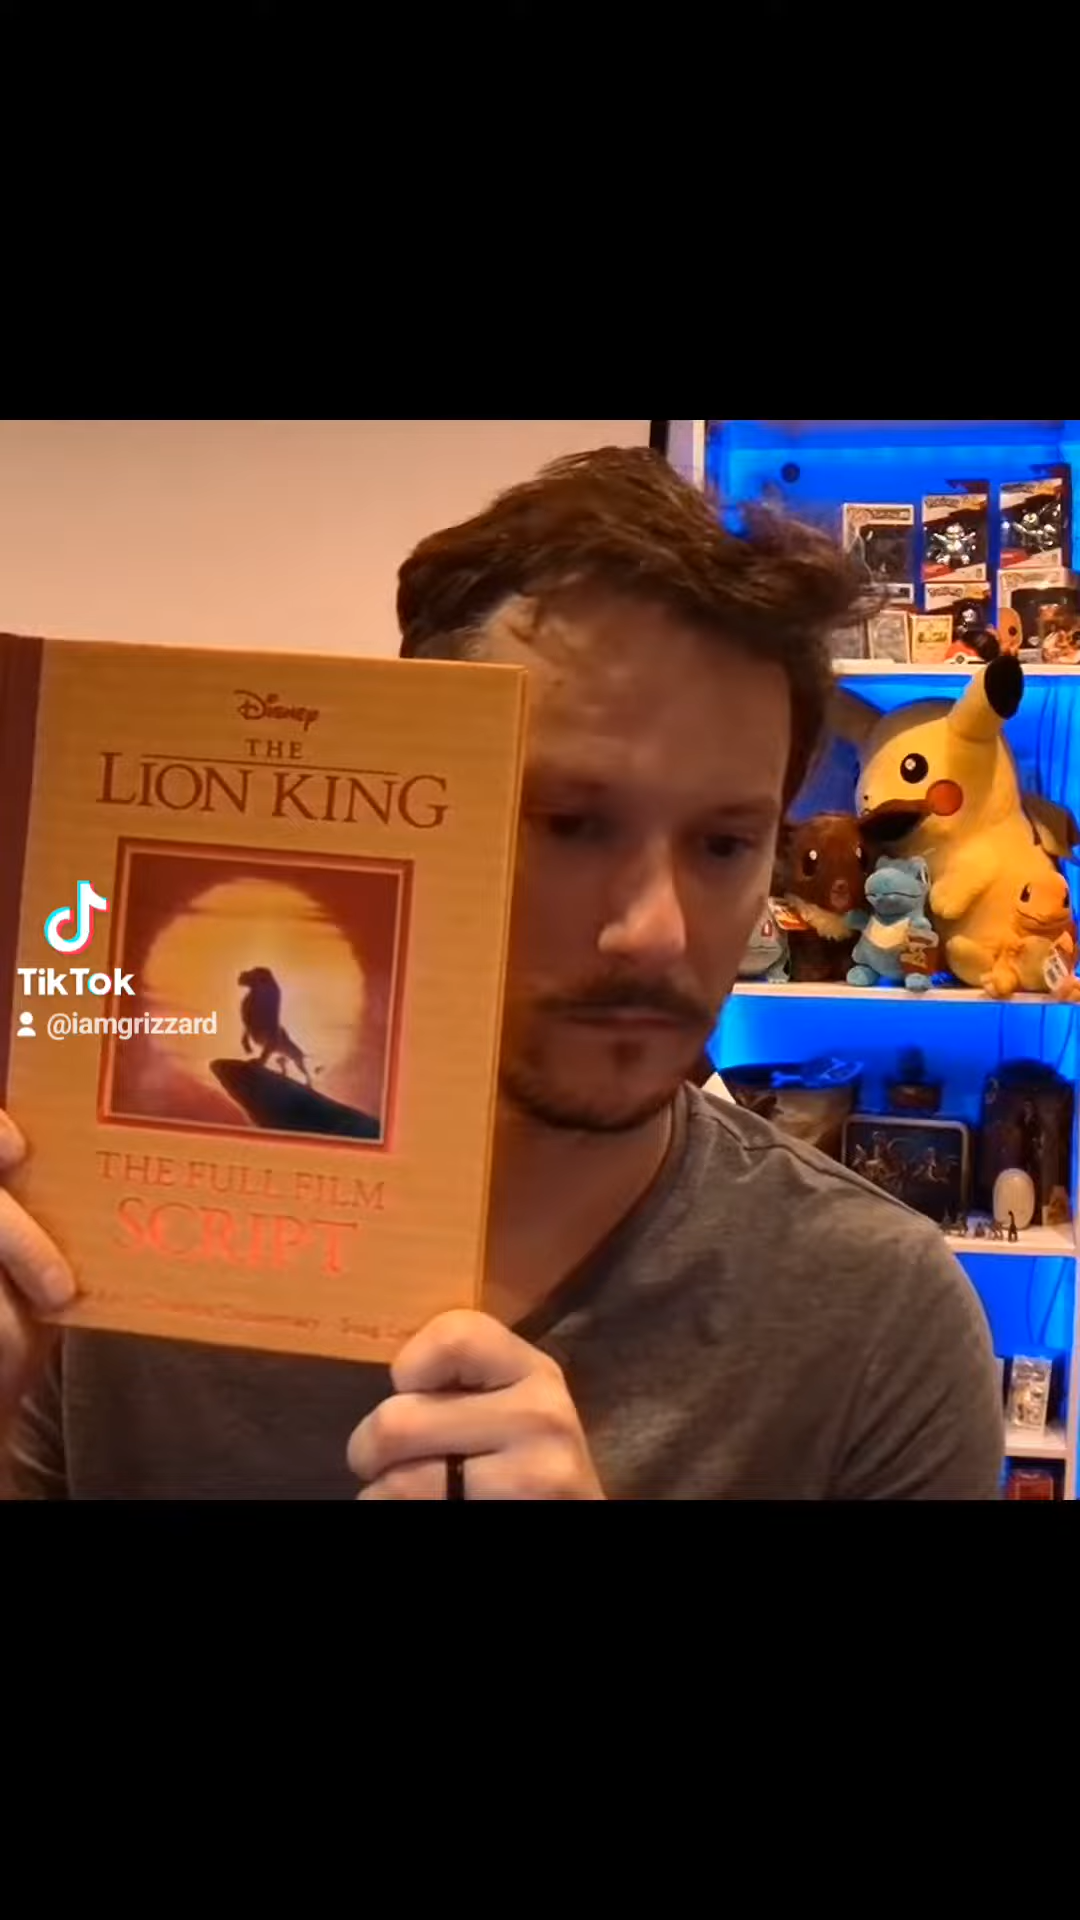 Disney
THE
LION KING
THE FULL FILM
SCRIPT
TikTok
@iamgrizzard